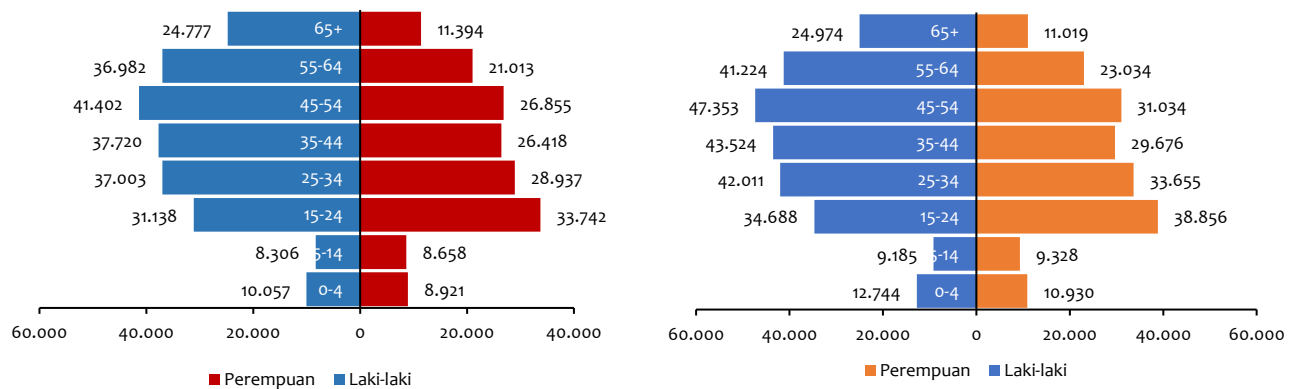 24.777 65+ 11.394
36.982 55-64 21.013
41.402 45-54 26.855
37.720 35-44 26.418
37.003 25-34 28.937
31.138 15-24 33.742
8.306 5-14 8.658
10.057 0-4 8.921
60.000 40.000 20.000 0 20.000 40.000
Perempuan Laki-laki
24.974 65+ 11.019
41.224 55-64 23.034
47.353 45-54 31.034
43.524 35-44 29.676
42.011 25-34 33.655
34.688 15-24 38.856
9.185 5-14 9.328
12.744 0-4 10.930
60.000 40.000 20.000 0 20.000 40.000 60.000
Perempuan Laki-laki